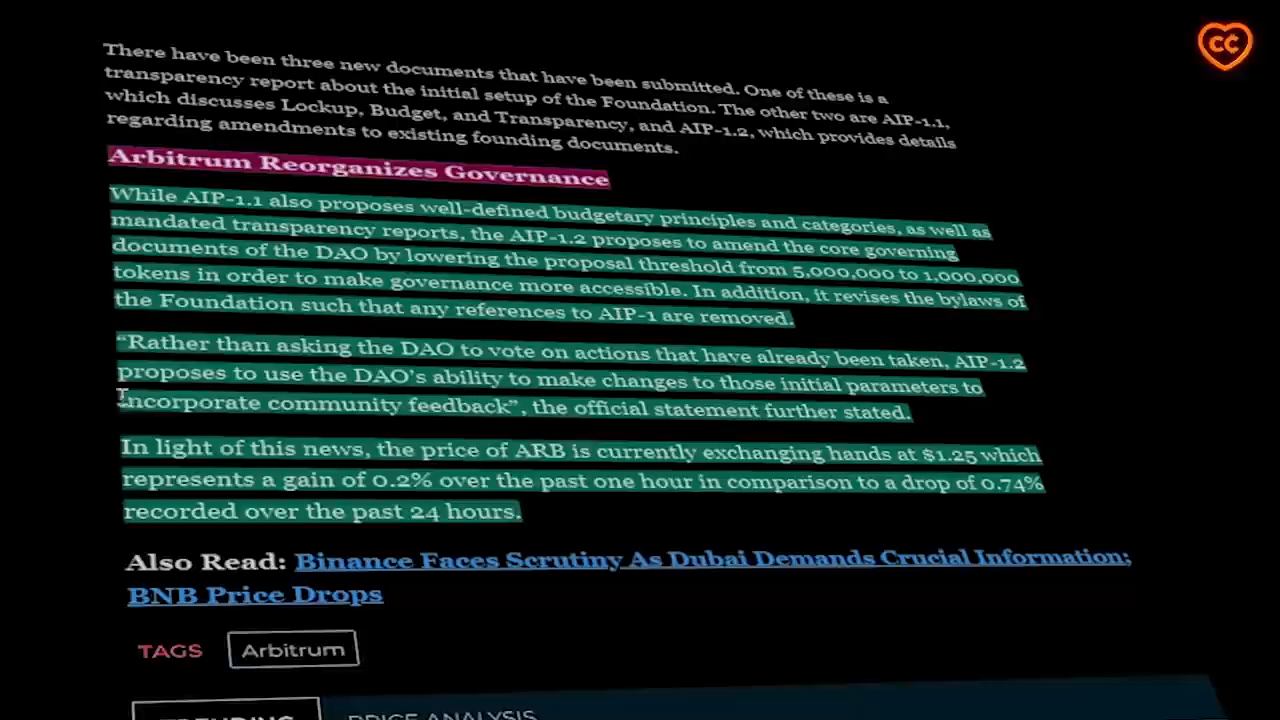 CC
There have been three new documents that have been submitted. One of these is a
transparency report about the initial setup of the Foundation. The other two are AIP-1.1,
which discusses Lockup, Budget, and Transparency, and AIP-1.2, which provides details
regarding amendments to existing founding documents.
Arbitrum Reorganizes Governance
While AIP-1.1 also proposes well-defined budgetary principles and categories, as well as
mandated transparency reports, the AIP-1.2 proposes to amend the core governing
documents of the DAO by lowering the proposal threshold from 5,000,000 to 1,000,000
tokens in order to make governance more accessible. In addition, it revises the bylaws of
the Foundation such that any references to AIP-1 are removed.
“Rather than asking the DAO to vote on actions that have already been taken, AIP-1.2
proposes to use the DAO’s ability to make changes to those initial parameters to
incorporate community feedback”, the official statement further stated.
In light of this news, the price of ARB is currently exchanging hands at $1.25 which
represents a gain of 0.2% over the past one hour in comparison to a drop of 0.74%
recorded over the past 24 hours.
Also Read: Binance Faces Scrutiny As Dubai Demands Crucial Information;
BNB Price Drops
TAGS Arbitrum
TRENDING PRICE ANALYSIS